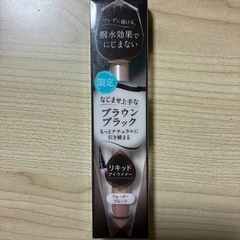 ブレずに描ける
撥水効果で
にじまない
限定
なじませ上手な
ブラウン
ブラック
もっとナチュラルに
引き締まる
リキッド
アイライナー
ウォーター
プルーフ